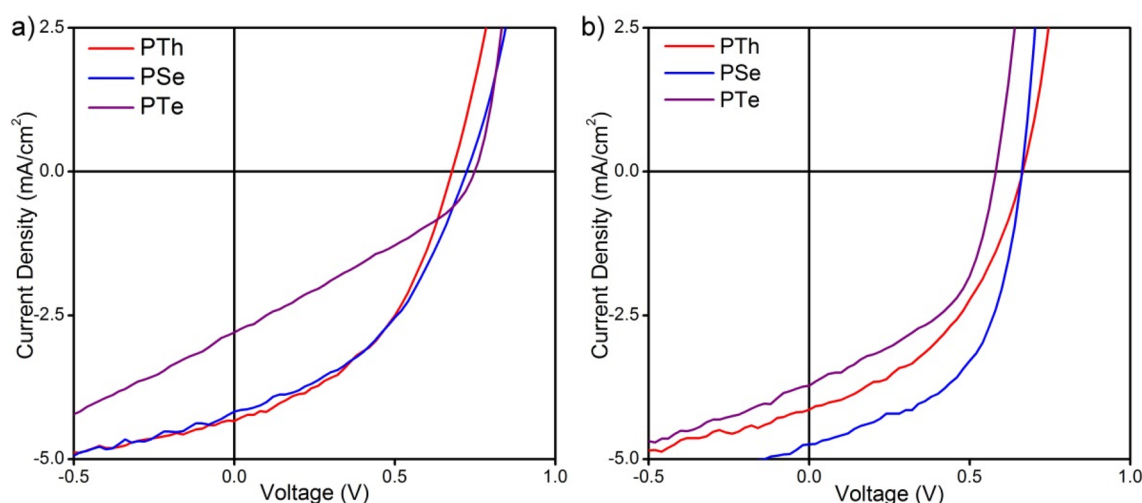 a)
2.5
PTh
PSe
PTe
0.0
-2.5
-5.0
Current Density (mA/cm²)
-0.5 0.0 0.5 1.0
Voltage (V)
b)
2.5
PTh
PSe
PTe
0.0
-2.5
-5.0
Current Density (mA/cm²)
-0.5 0.0 0.5 1.0
Voltage (V)